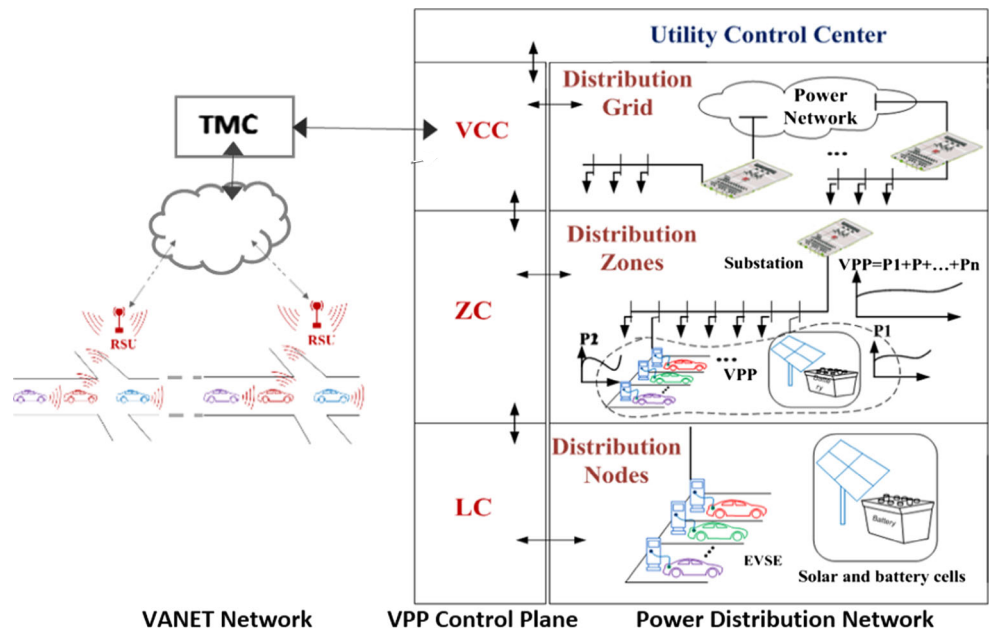 Utility Control Center
TMC
RSU
RSU
VANET Network
VCC
ZC
LC
VPP Control Plane
Distribution
Grid
Power
Network
...
Distribution
Zones
Substation
VPP=P1+P+...+Pn
P1
...
VPP
Distribution
Nodes
EVSE
Battery
Solar and battery cells
Power Distribution Network